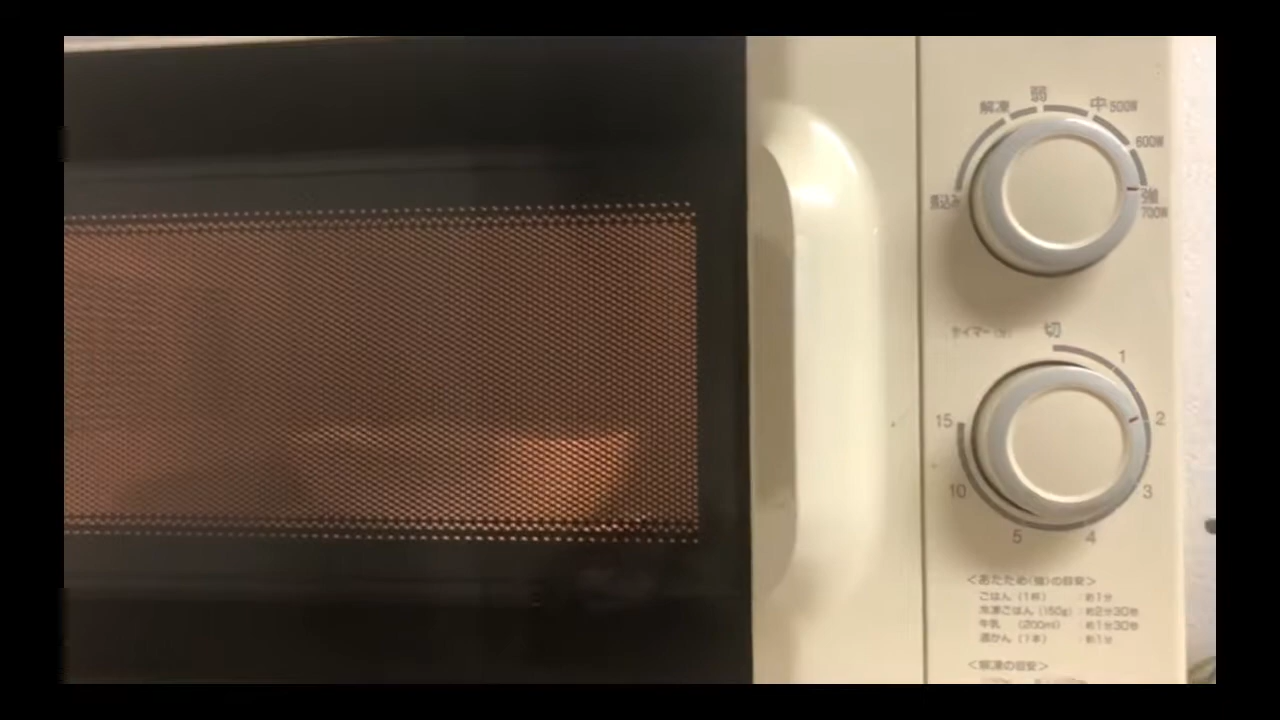 弱
解凍
中 500W
600W
煮込み
強
700W
タイマー(分)
切
1
15
2
10
3
5
4
<あたため(強)の目安>
ごはん (1杯) : 約1分
冷凍ごはん (150g) : 約2分30秒
牛乳 (200ml) : 約1分30秒
酒かん (1本) : 約1分
<解凍の目安>